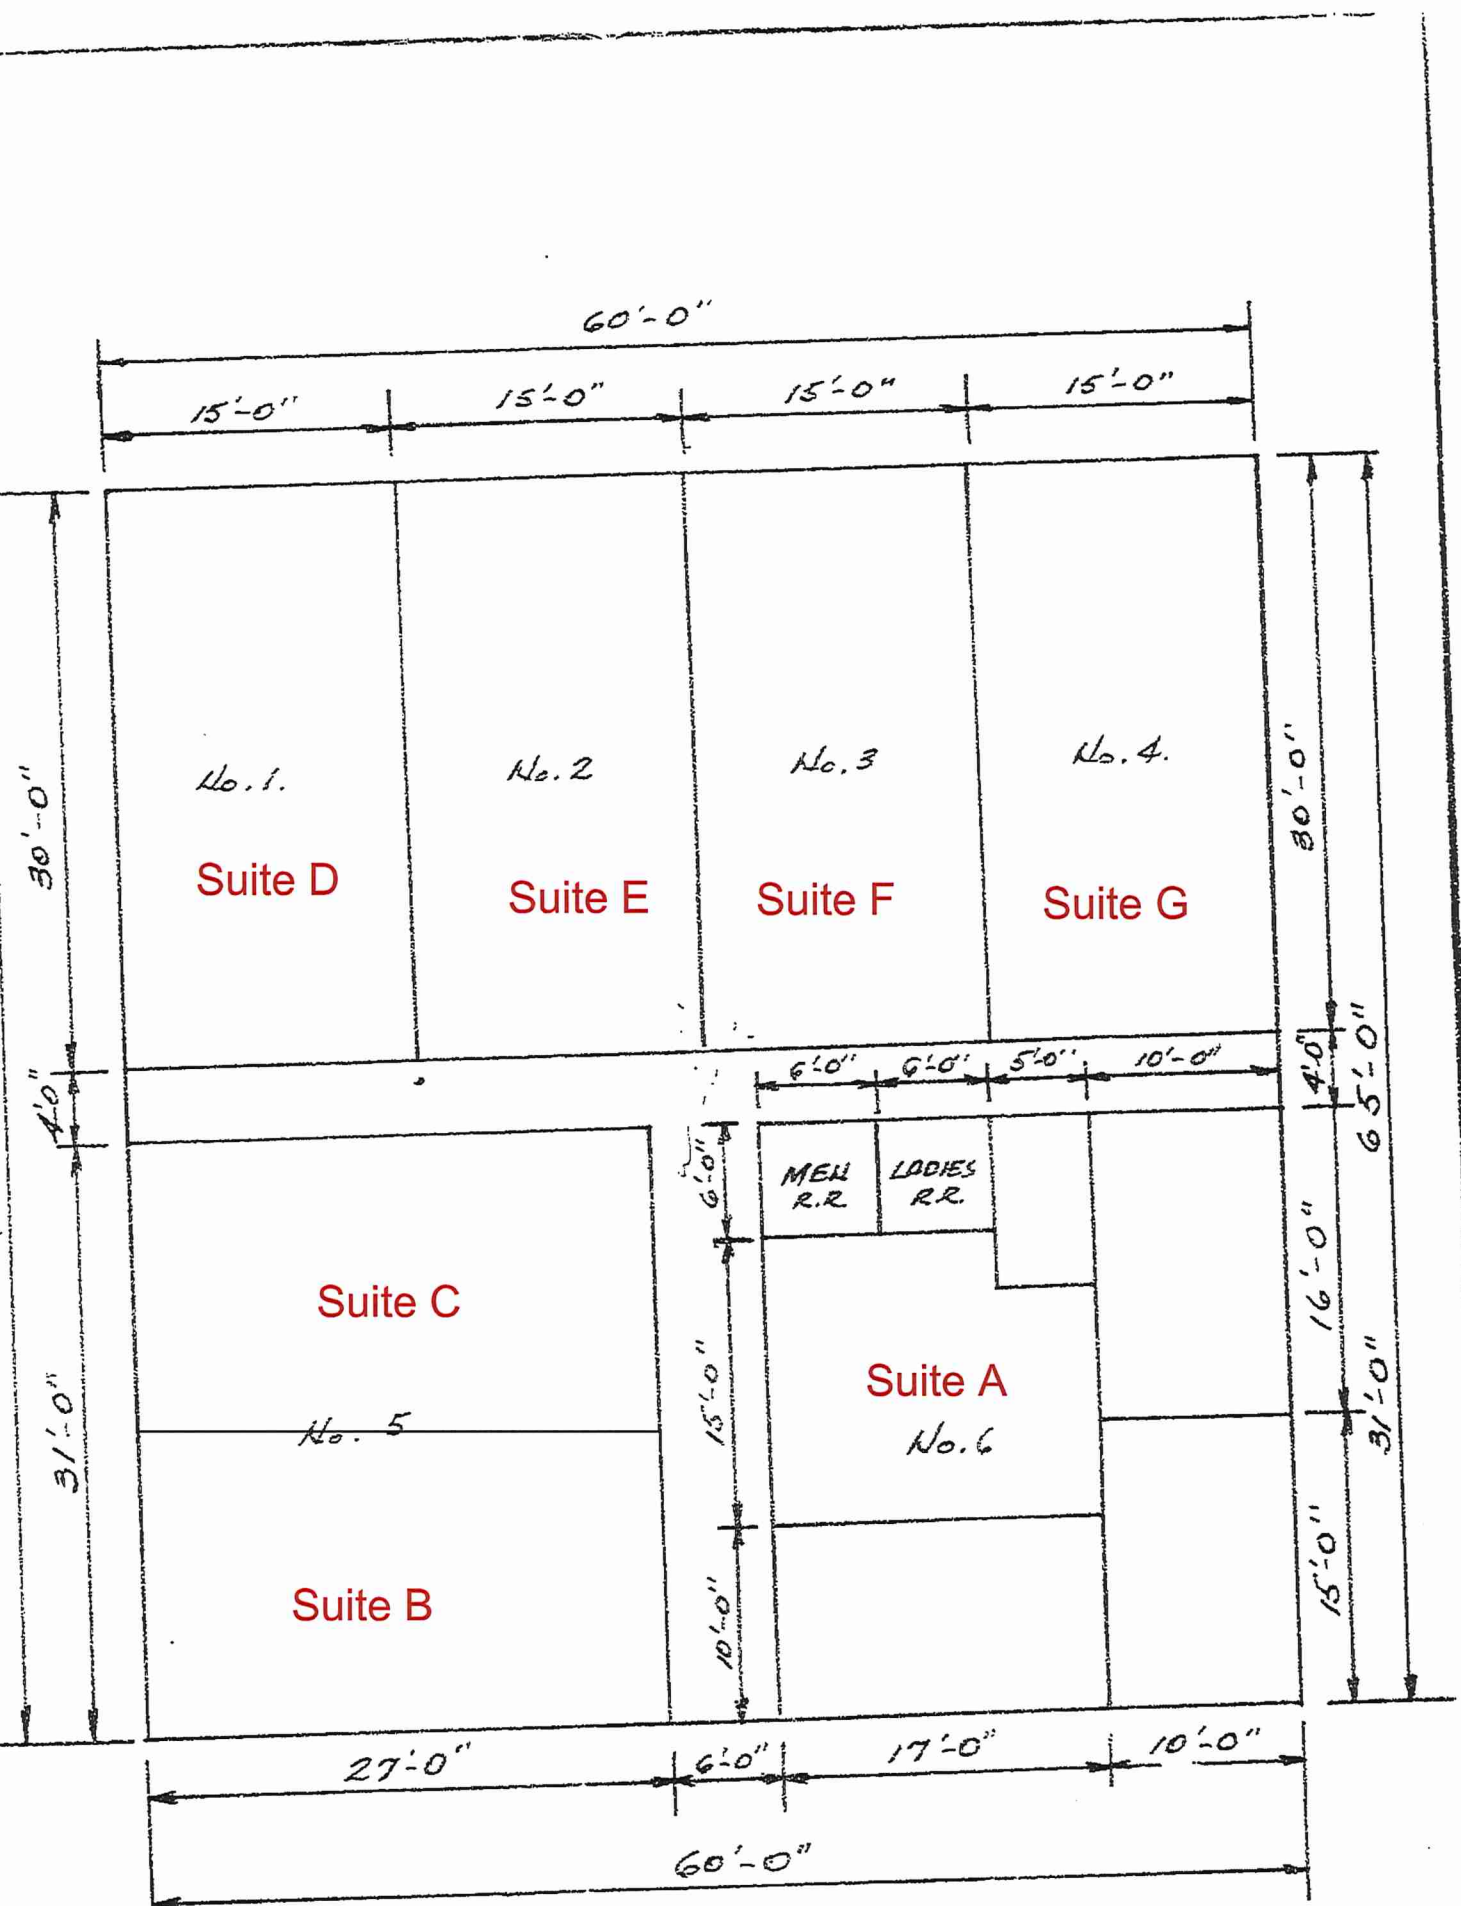 60'-0"
15'-0" 15'-0" 15'-0" 15'-0"
No. 1. No. 2 No. 3 No. 4.
30'-0" 30'-0"
Suite D Suite E Suite F Suite G
4'0" 6'-0" 6'-0" 5'-0" 10'-0" 4'0"
65'-0"
6'-0" MEN LADIES
R.R. R.R.
16'-0"
Suite C
Suite A
15'-0"
31'-0" 31'-0"
No. 5 No. 6
15'-0"
Suite B
10'-0"
27'-0" 6'-0" 17'-0" 10'-0"
60'-0"